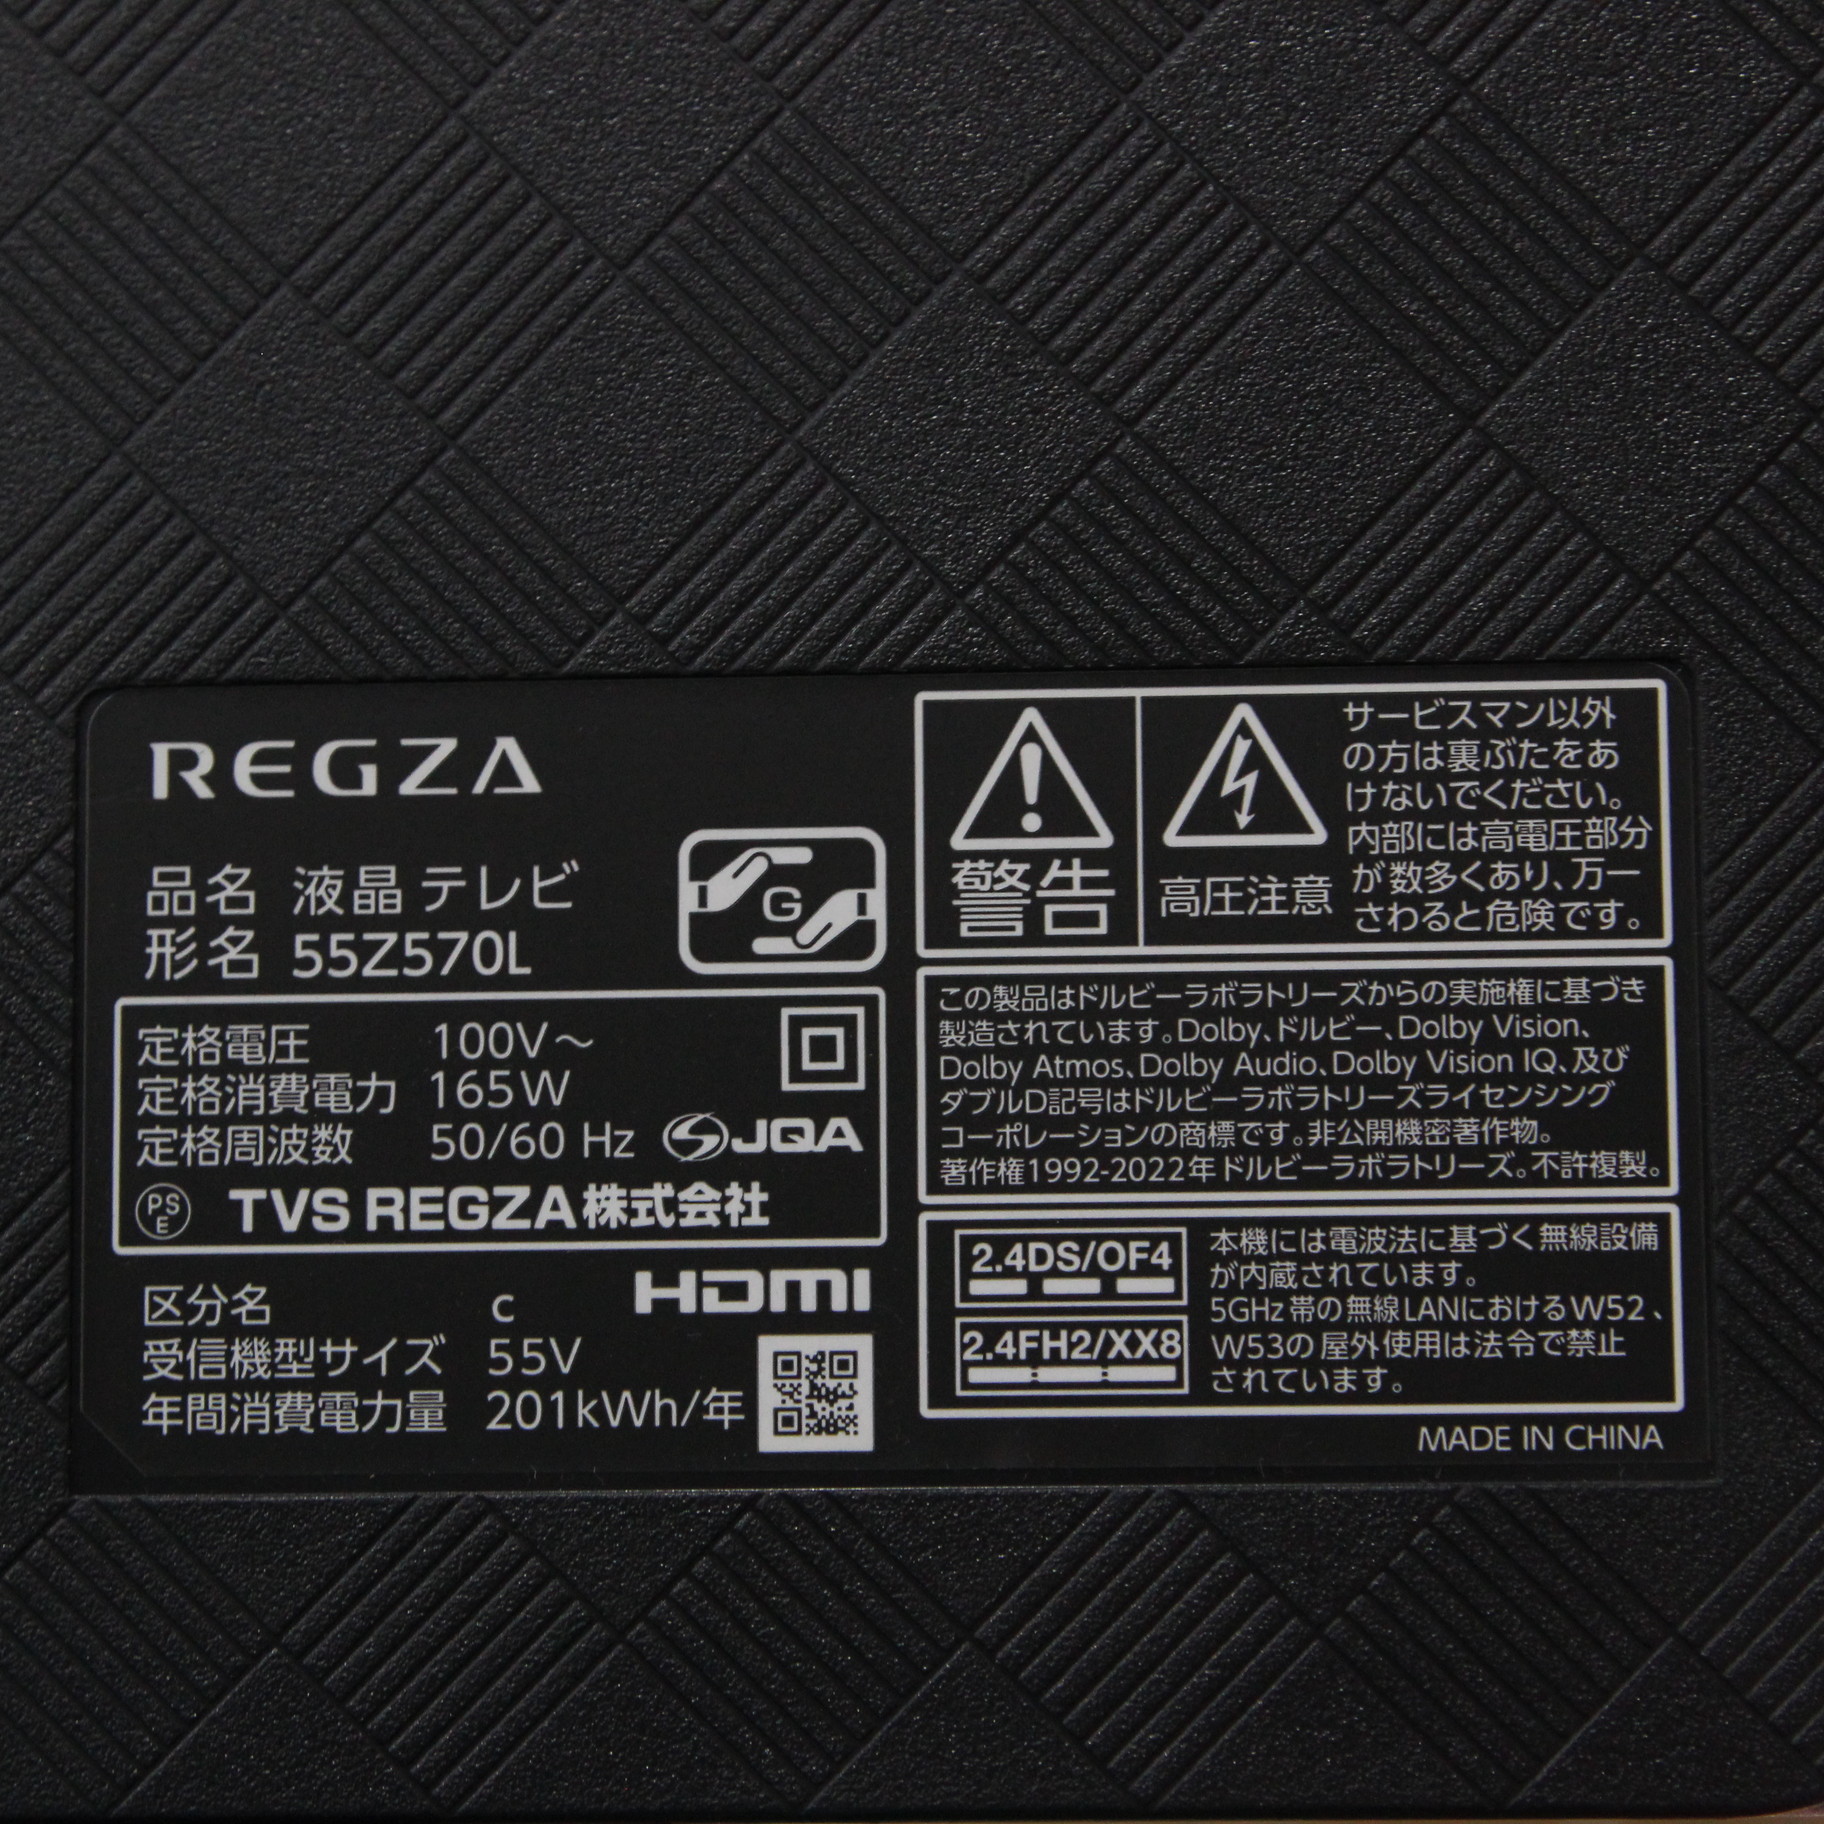 REGZA
品名 液晶テレビ
形名 55Z570L
G
定格電圧 100V～
定格消費電力 165W
定格周波数 50/60 Hz
JQA
PS
E
TVS REGZA株式会社
区分名 c
HDMI
受信機型サイズ 55V
年間消費電力量 201kWh/年
警告
高圧注意
サービスマン以外
の方は裏ぶたをあ
けないでください。
内部には高電圧部分
が数多くあり、万一
さわると危険です。
この製品はドルビーラボラトリーズからの実施権に基づき
製造されています。Dolby、ドルビー、Dolby Vision、
Dolby Atmos、Dolby Audio、Dolby Vision IQ、及び
ダブルD記号はドルビーラボラトリーズライセンシング
コーポレーションの商標です。非公開機密著作物。
著作権1992-2022年ドルビーラボラトリーズ。不許複製。
2.4DS/OF4
2.4FH2/XX8
本機には電波法に基づく無線設備
が内蔵されています。
5GHz帯の無線LANにおけるW52、
W53の屋外使用は法令で禁止
されています。
MADE IN CHINA